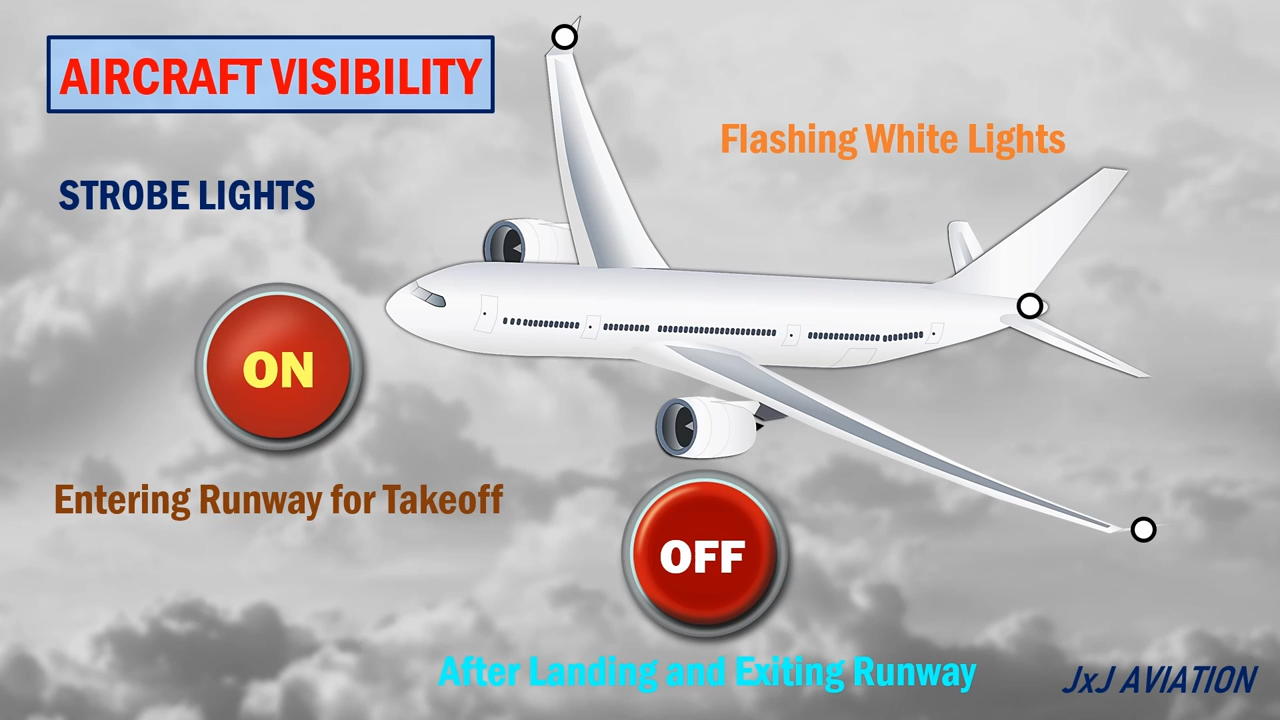 AIRCRAFT VISIBILITY
Flashing White Lights
STROBE LIGHTS
ON
Entering Runway for Takeoff
OFF
After Landing and Exiting Runway
JxJ AVIATION